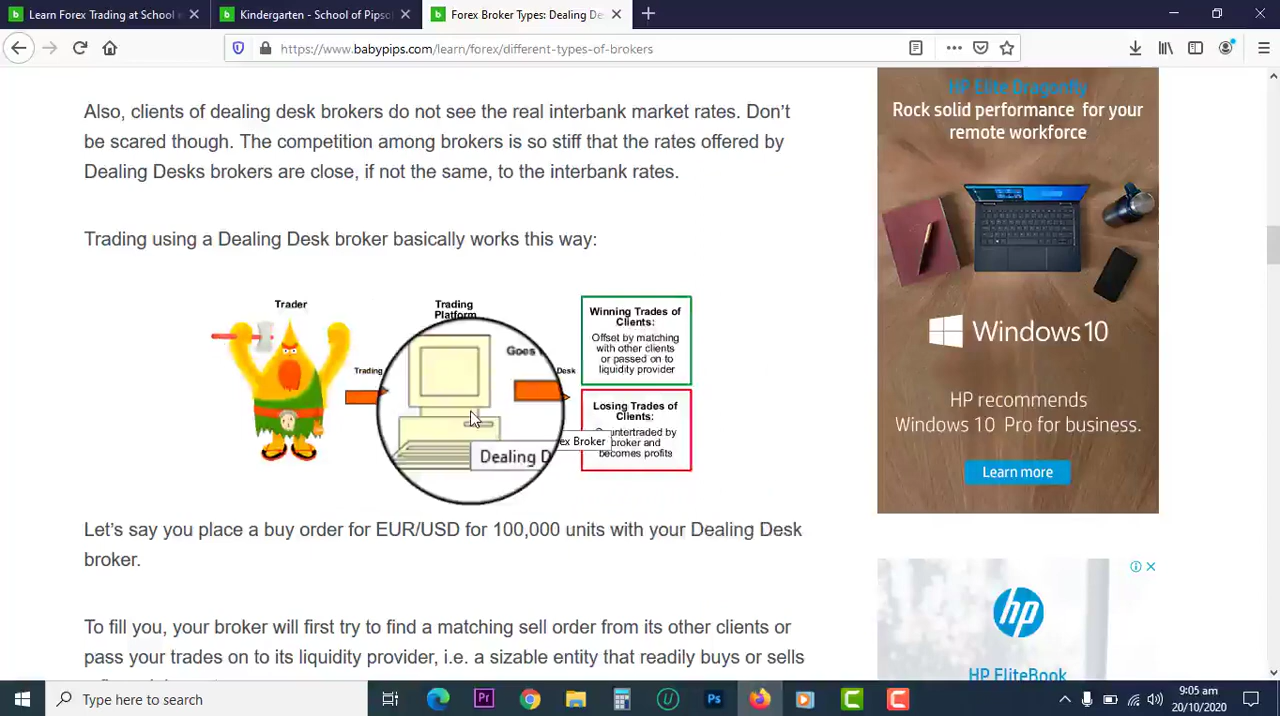 Learn Forex Trading at School
Kindergarten - School of Pipsol
Forex Broker Types: Dealing De
https://www.babypips.com/learn/forex/different-types-of-brokers
Also, clients of dealing desk brokers do not see the real interbank market rates. Don't
be scared though. The competition among brokers is so stiff that the rates offered by
Dealing Desks brokers are close, if not the same, to the interbank rates.
Trading using a Dealing Desk broker basically works this way:
Trader
Trading
Platform
Trading
Goes
Desk
Dealing D
ex Broker
Winning Trades of
Clients:
Offset by matching
with other clients
or passed on to
liquidity provider
Losing Trades of
Clients:
Countertraded by
broker and
becomes profits
Let's say you place a buy order for EUR/USD for 100,000 units with your Dealing Desk
broker.
To fill you, your broker will first try to find a matching sell order from its other clients or
pass your trades on to its liquidity provider, i.e. a sizable entity that readily buys or sells
HP Elite Dragonfly
Rock solid performance for your
remote workforce
Windows 10
HP recommends
Windows 10 Pro for business.
Learn more
hp
HP EliteBook
Type here to search
Pr
Ps
9:05 am
20/10/2020